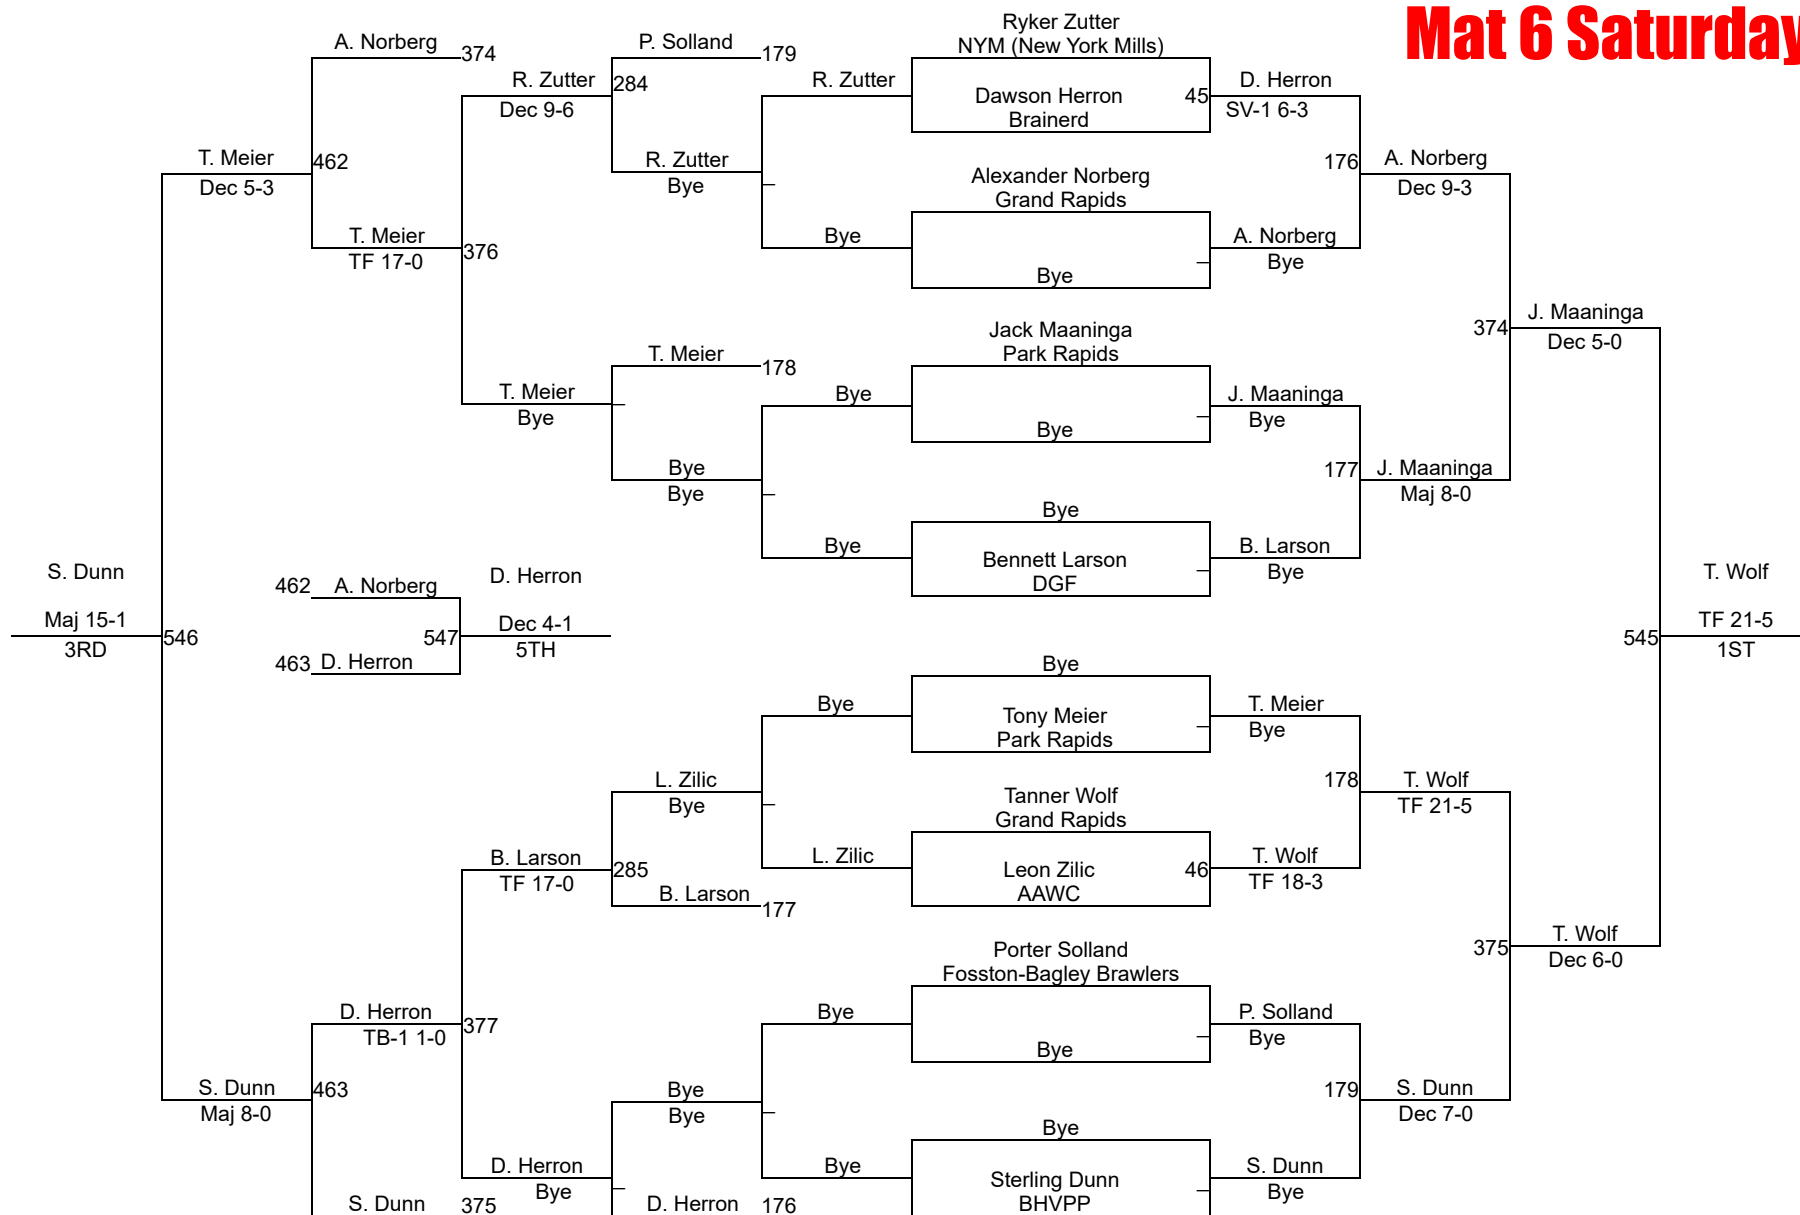 Mat 6 Saturday
Ryker Zutter
A. Norberg
P. Solland
NYM (New York Mills)
374
179
R. Zutter
284
R. Zutter
D. Herron
Dec 9-6
Dawson Herron
45
SV-1 6-3
Brainerd
T. Meier
462
R. Zutter
176
A. Norberg
Dec 5-3
Bye
Alexander Norberg
Dec 9-3
Grand Rapids
T. Meier
Bye
A. Norberg
TF 17-0
376
Bye
Bye
J. Maaninga
Jack Maaninga
374
Dec 5-0
T. Meier
Park Rapids
178
T. Meier
Bye
J. Maaninga
Bye
Bye
Bye
Bye
177
J. Maaninga
Bye
Maj 8-0
Bye
Bye
B. Larson
S. Dunn
D. Herron
Bennett Larson
Bye
T. Wolf
462
A. Norberg
DGF
Maj 15-1
Dec 4-1
TF 21-5
546
547
545
3RD
5TH
1ST
463
D. Herron
Bye
Bye
Tony Meier
T. Meier
Park Rapids
Bye
L. Zilic
178
T. Wolf
Bye
Tanner Wolf
TF 21-5
Grand Rapids
B. Larson
L. Zilic
T. Wolf
TF 17-0
285
Leon Zilic
46
TF 18-3
B. Larson
AAWC
177
T. Wolf
Porter Solland
375
Dec 6-0
Fosston-Bagley Brawlers
D. Herron
Bye
P. Solland
TB-1 1-0
377
Bye
Bye
S. Dunn
463
Bye
179
S. Dunn
Maj 8-0
Bye
Bye
Dec 7-0
D. Herron
Bye
S. Dunn
Bye
Sterling Dunn
Bye
S. Dunn
375
D. Herron
176
BHVPP